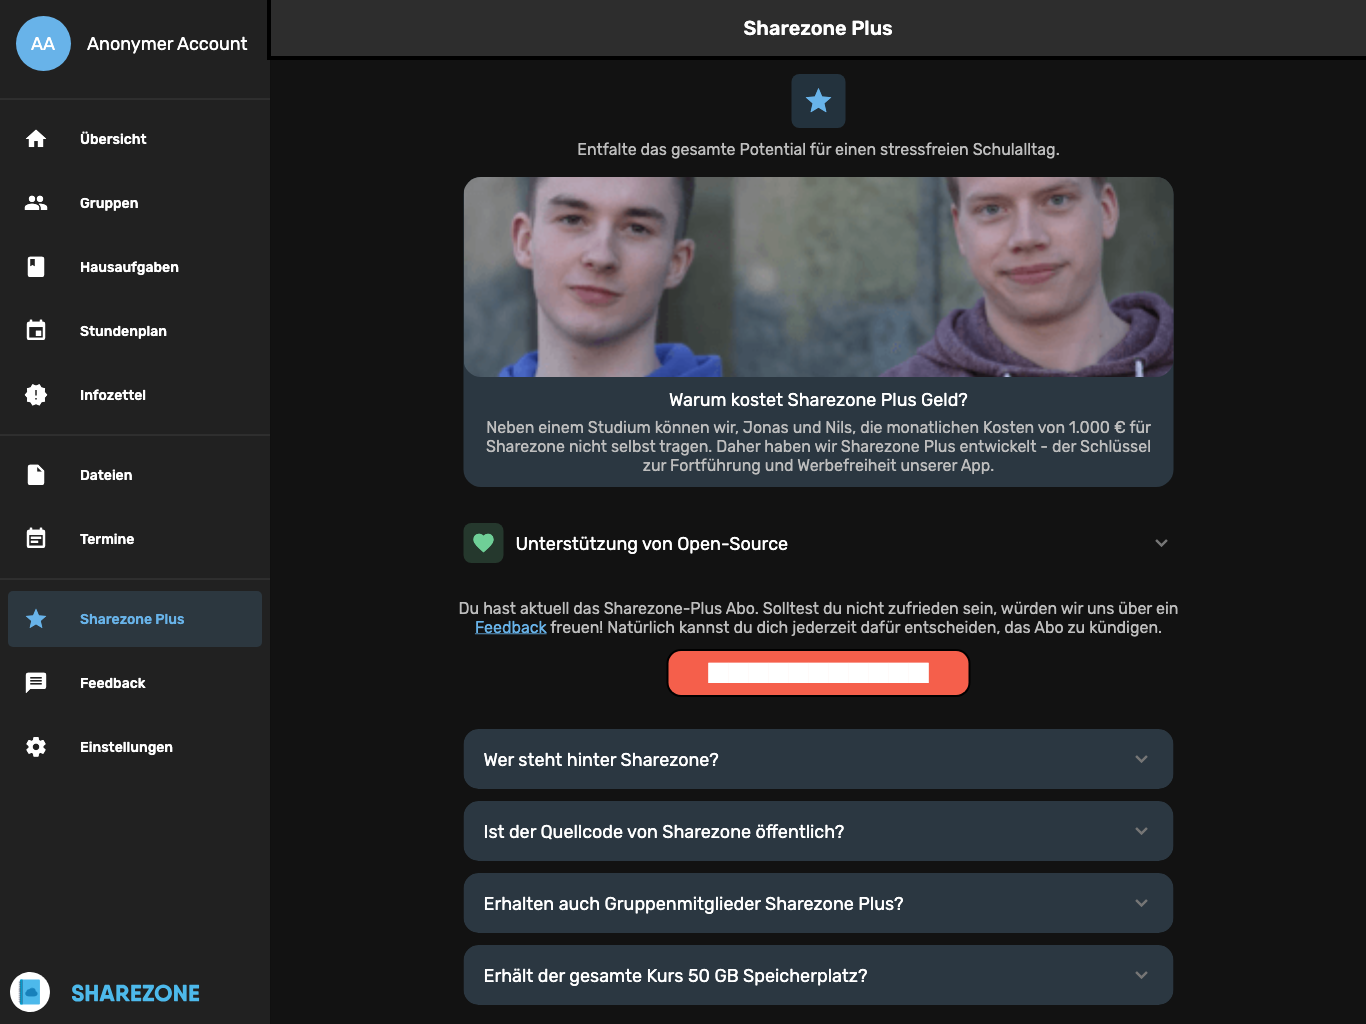 AA
Anonymer Account
Übersicht
Gruppen
Hausaufgaben
Stundenplan
Infozettel
Dateien
Termine
Sharezone Plus
Feedback
Einstellungen
SHAREZONE
Sharezone Plus
Entfalte das gesamte Potential für einen stressfreien Schulalltag.
Warum kostet Sharezone Plus Geld?
Neben einem Studium können wir, Jonas und Nils, die monatlichen Kosten von 1.000 € für
Sharezone nicht selbst tragen. Daher haben wir Sharezone Plus entwickelt - der Schlüssel
zur Fortführung und Werbefreiheit unserer App.
Unterstützung von Open-Source
Du hast aktuell das Sharezone-Plus Abo. Solltest du nicht zufrieden sein, würden wir uns über ein
Feedback freuen! Natürlich kannst du dich jederzeit dafür entscheiden, das Abo zu kündigen.
Wer steht hinter Sharezone?
Ist der Quellcode von Sharezone öffentlich?
Erhalten auch Gruppenmitglieder Sharezone Plus?
Erhält der gesamte Kurs 50 GB Speicherplatz?